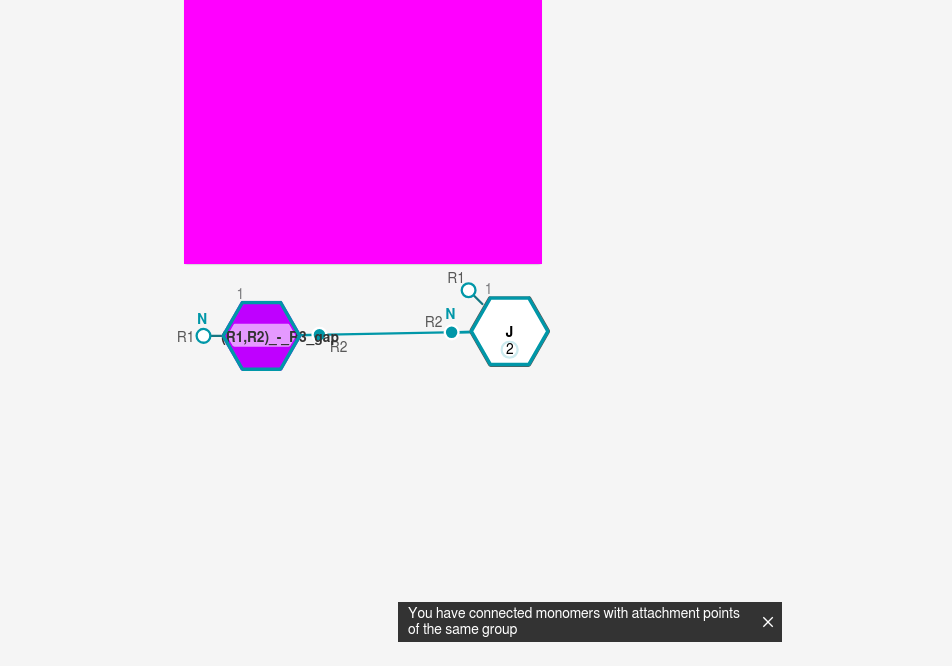 R1
1
1
N
N
R2
R1
(R1,R2)_-_R3_gap
R2
J
2
You have connected monomers with attachment points
of the same group